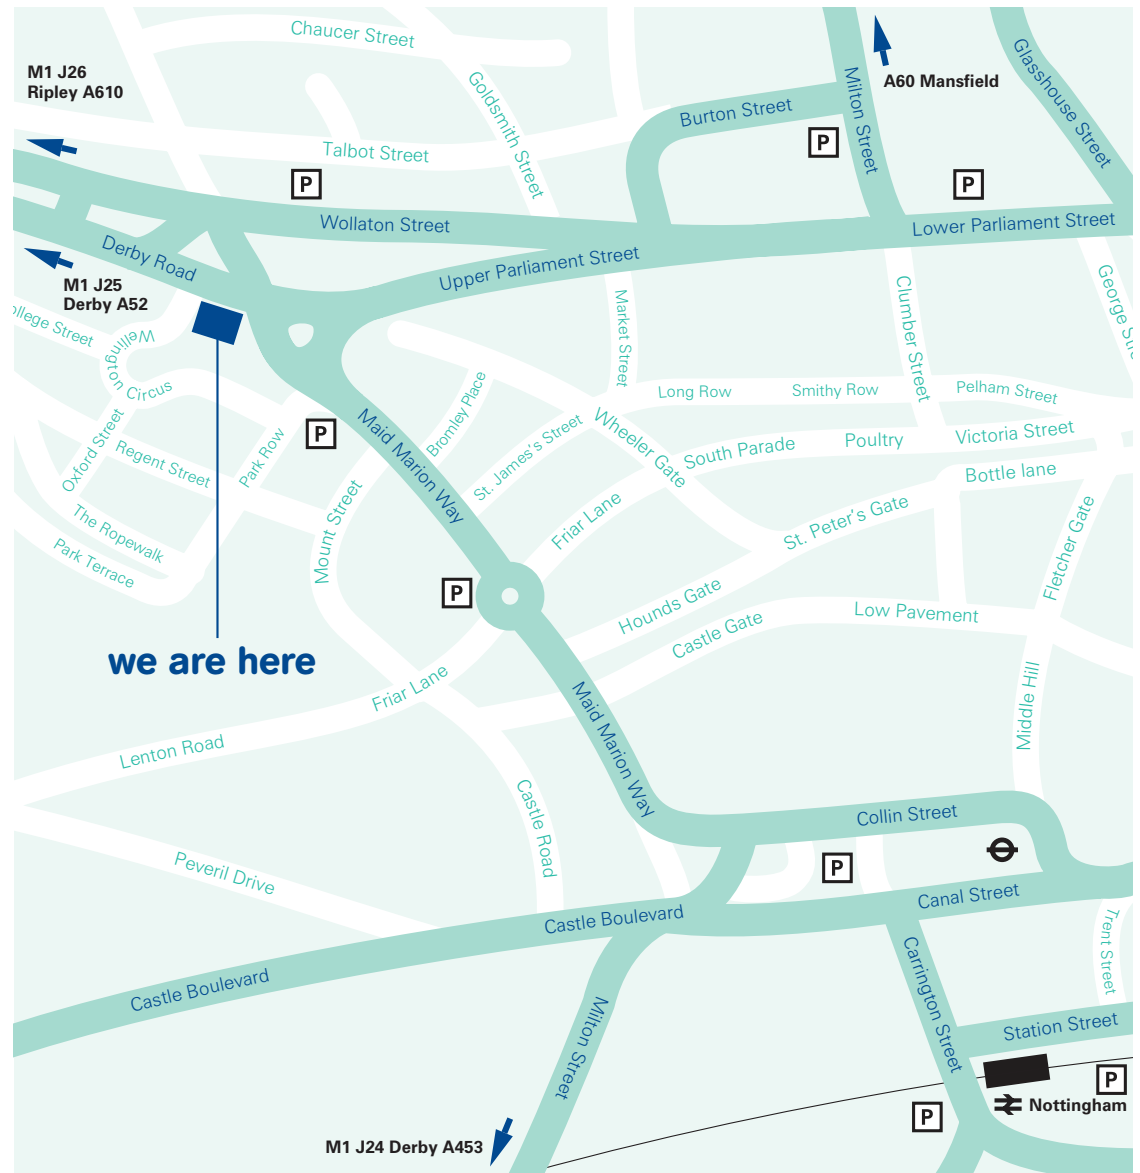 Chaucer Street
M1 J26
Ripley A610
Goldsmith Street
A60 Mansfield
Glasshouse Street
Milton Street
Burton Street
P
Talbot Street
P
P
Wollaton Street
Lower Parliament Street
Derby Road
Upper Parliament Street
M1 J25
Derby A52
George
Clumber Street
Market Street
Wellington Circus
Long Row
Smithy Row
Pelham Street
Bromley Place
Oxford Street
Regent Street
Park Row
P
Maid Marion Way
St. James's Street
Wheeler Gate
South Parade
Poultry
Victoria Street
Bottle lane
The Ropewalk
Park Terrace
Mount Street
Friar Lane
St. Peter's Gate
Fletcher Gate
P
Hounds Gate
Castle Gate
Low Pavement
we are here
Friar Lane
Maid Marion Way
Middle Hill
Lenton Road
Castle Road
Collin Street
P
Peveril Drive
Castle Boulevard
Canal Street
Trent Street
Castle Boulevard
Carrington Street
Milton Street
Station Street
P
Nottingham
P
M1 J24 Derby A453